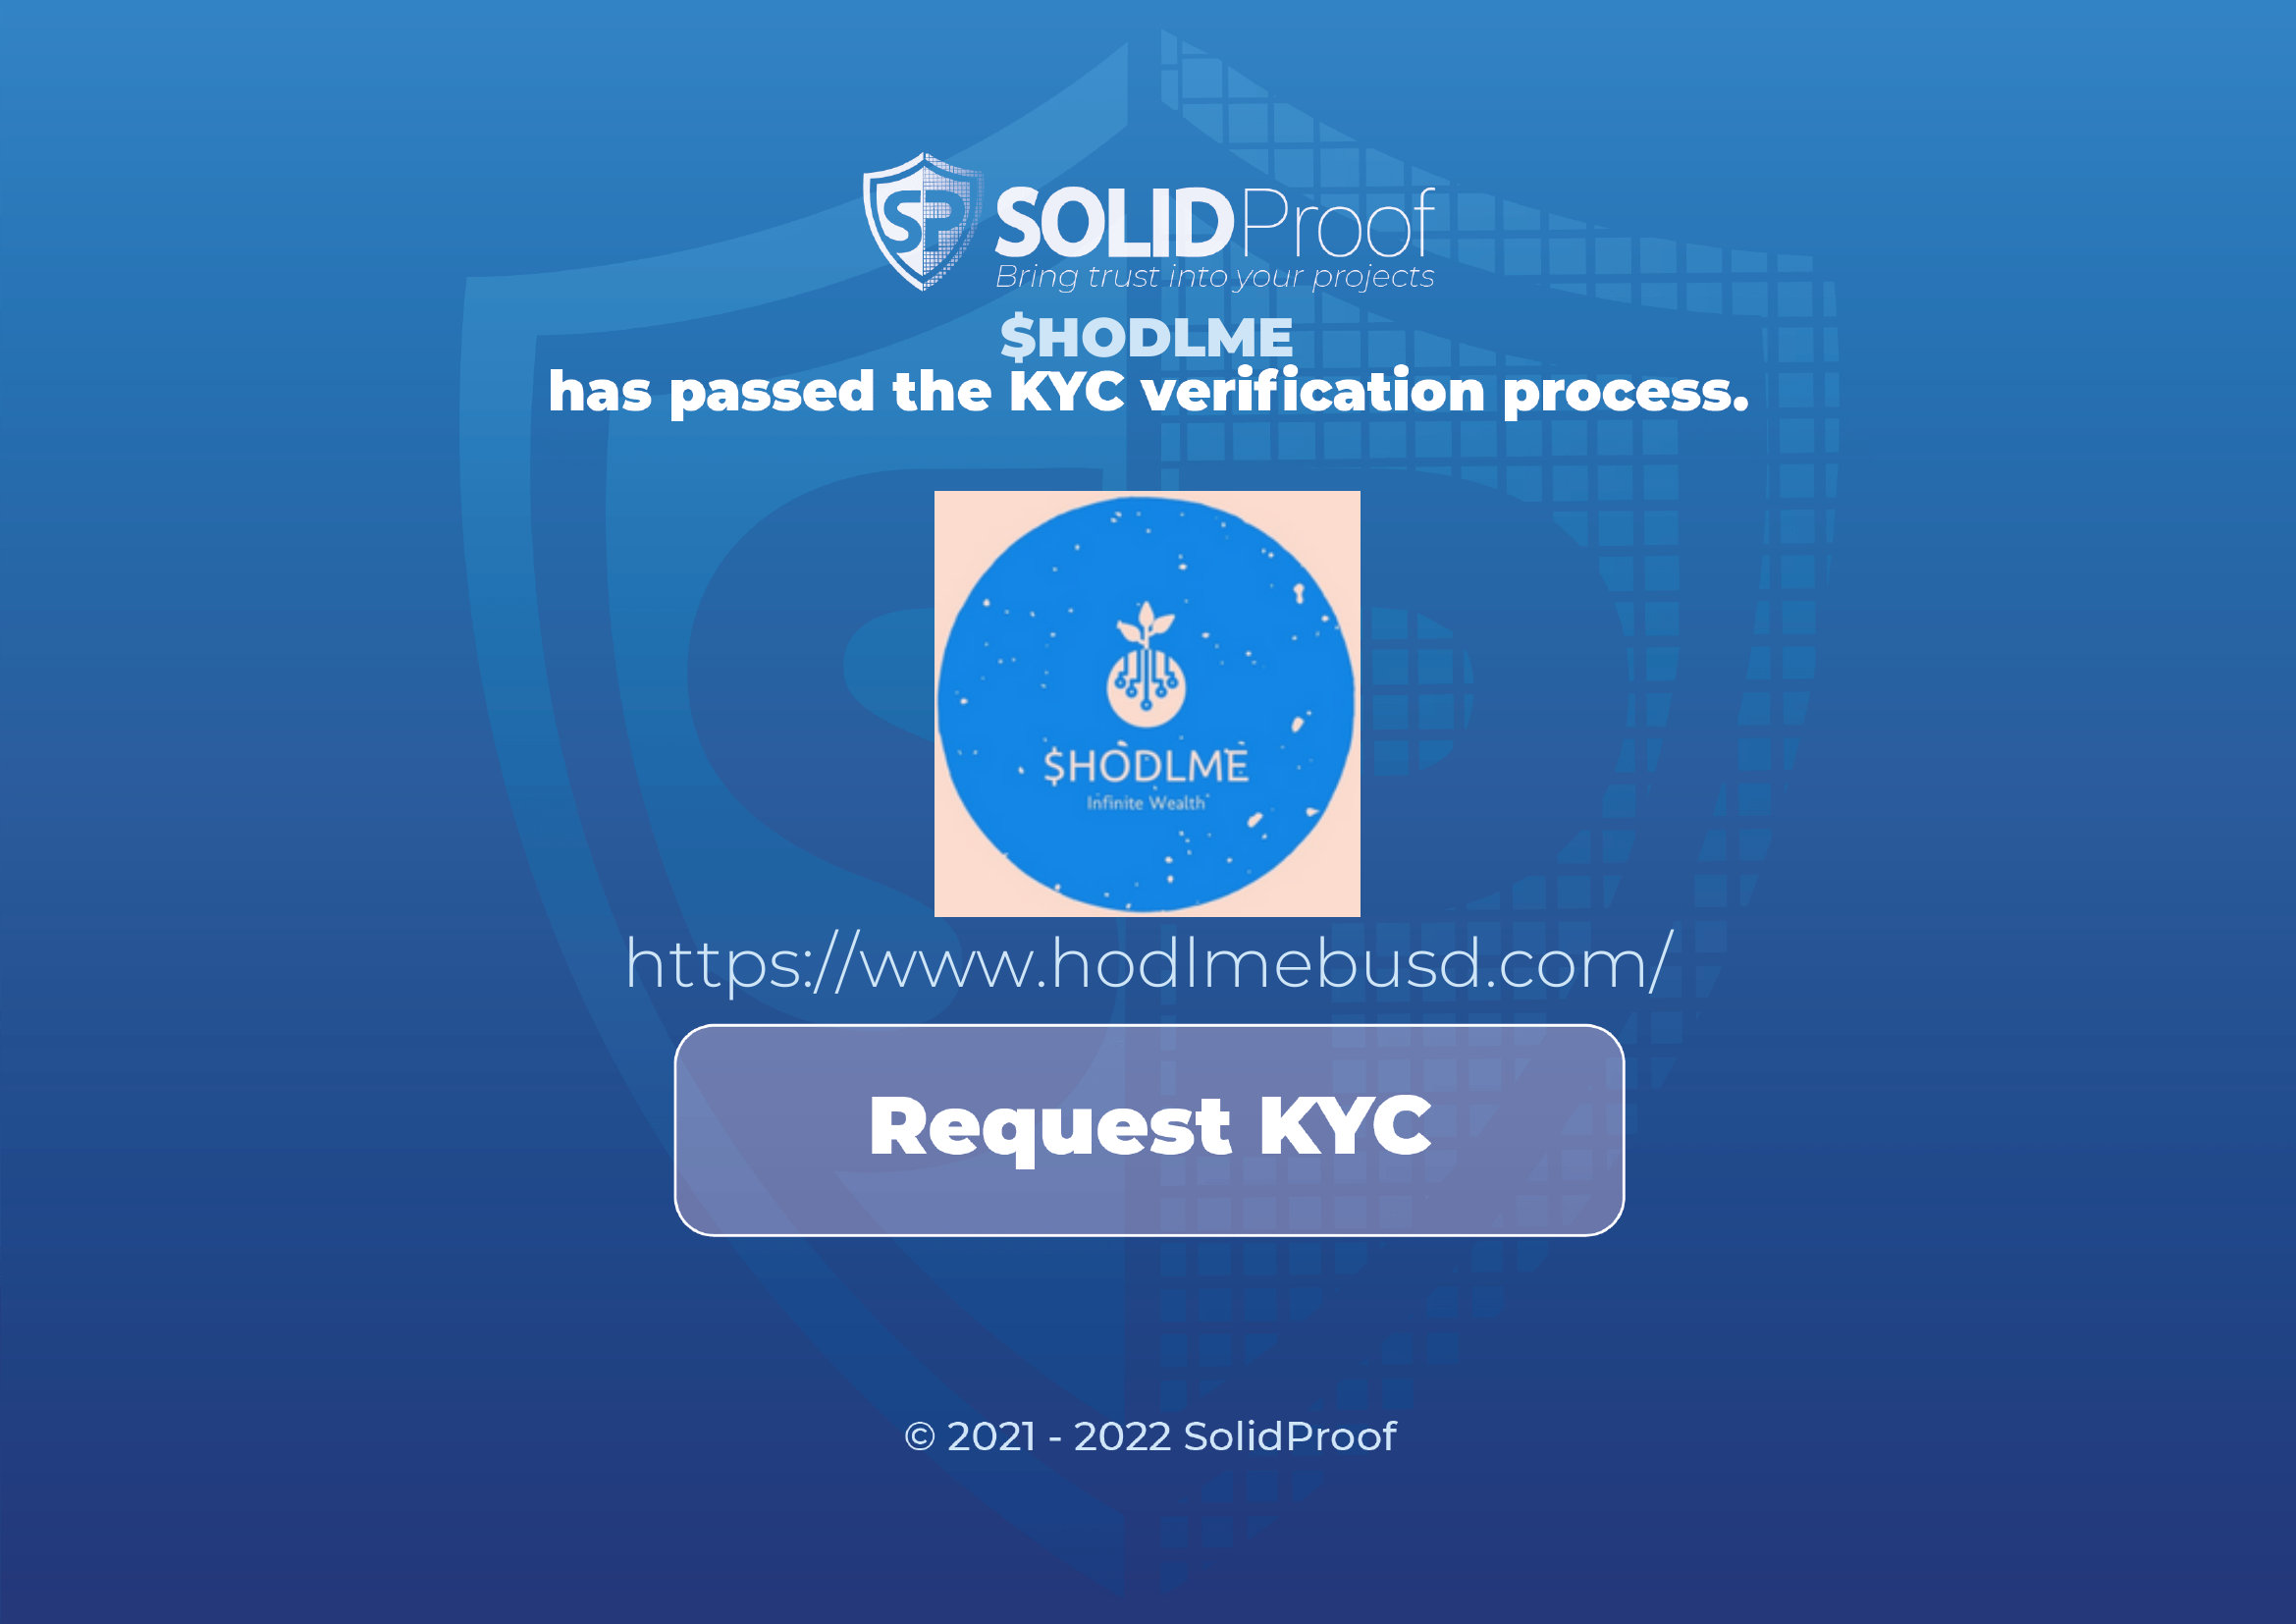 SP SOLIDProof
Bring trust into your projects
$HODLME
has passed the KYC verification process.
$HODLME
Infinite Wealth
https://www.hodlmebusd.com/
Request KYC
© 2021 - 2022 SolidProof